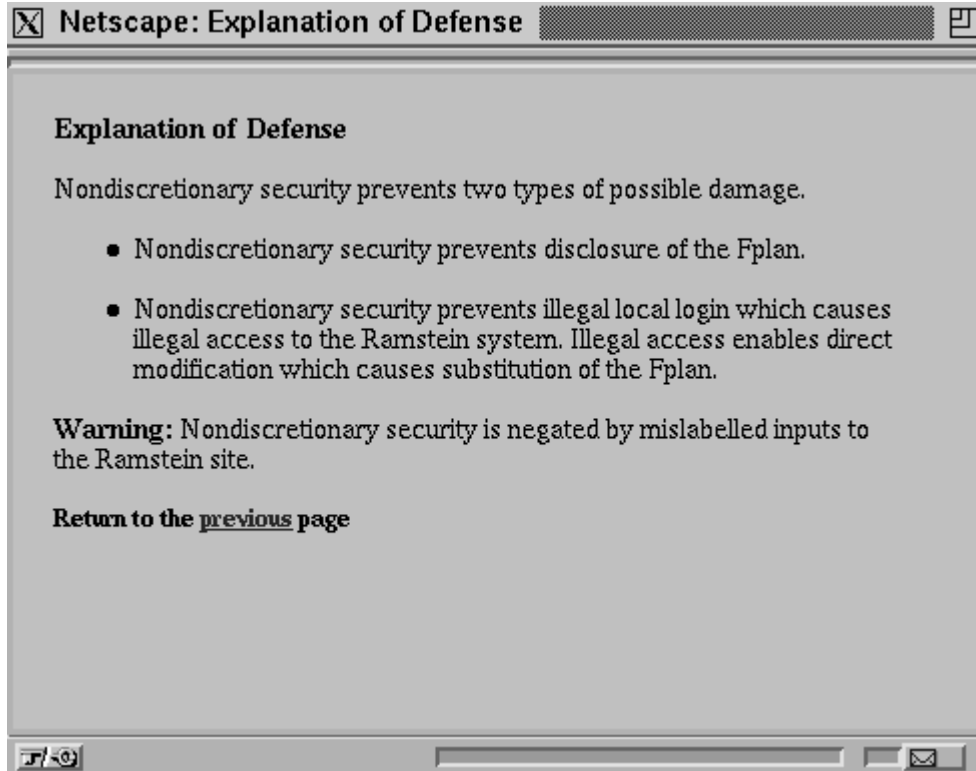 Netscape: Explanation of Defense
Explanation of Defense
Nondiscretionary security prevents two types of possible damage.
● Nondiscretionary security prevents disclosure of the Fplan.
● Nondiscretionary security prevents illegal local login which causes
illegal access to the Ramstein system. Illegal access enables direct
modification which causes substitution of the Fplan.
Warning: Nondiscretionary security is negated by mislabelled inputs to
the Ramstein site.
Return to the previous page